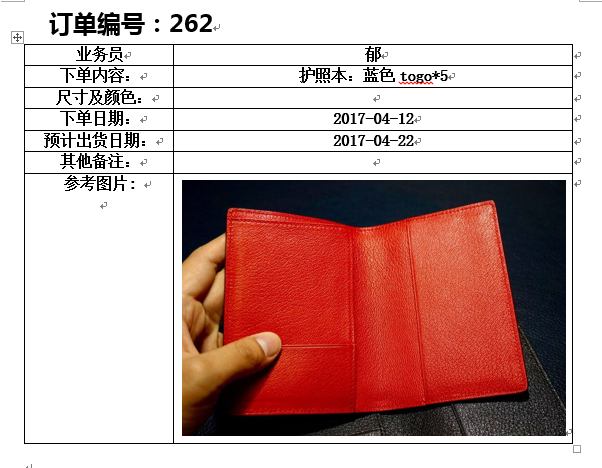 订单编号：262
业务员 郁
下单内容： 护照本：蓝色 togo*5
尺寸及颜色：
下单日期： 2017-04-12
预计出货日期： 2017-04-22
其他备注：
参考图片：